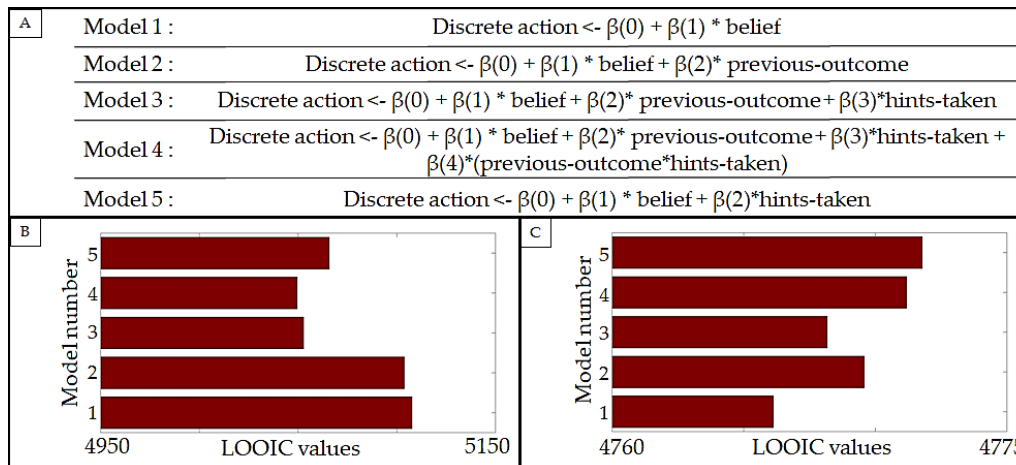 A
Model 1 : Discrete action <- β(0) + β(1) * belief
Model 2 : Discrete action <- β(0) + β(1) * belief + β(2)* previous-outcome
Model 3 : Discrete action <- β(0) + β(1) * belief + β(2)* previous-outcome + β(3)*hints-taken
Model 4 : Discrete action <- β(0) + β(1) * belief + β(2)* previous-outcome+ β(3)*hints-taken +
β(4)*(previous-outcome*hints-taken)
Model 5 : Discrete action <- β(0) + β(1) * belief + β(2)*hints-taken
B
Model number
5
4
3
2
1
4950 LOOIC values 5150
C
Model number
5
4
3
2
1
4760 LOOIC values 4775